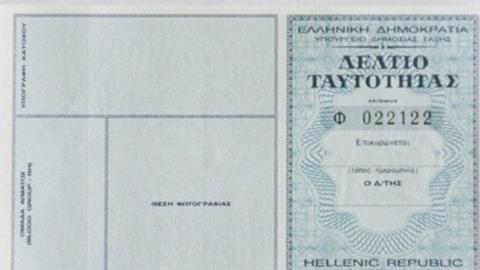 ΥΠΟΓΡΑΦΗ ΚΑΤΟΧΟΥ
ΟΜΑΔΑ ΑΙΜΑΤΟΣ
(BLOOD GROUP - RH)
ΘΕΣΗ ΦΩΤΟΓΡΑΦΙΑΣ
ΕΛΛΗΝΙΚΗ ΔΗΜΟΚΡΑΤΙΑ
ΥΠΟΥΡΓΕΙΟ ΔΗΜΟΣΙΑΣ ΤΑΞΗΣ
ΔΕΛΤΙΟ
ΤΑΥΤΟΤΗΤΑΣ
ΑΡΙΘΜΟΣ
Φ 022122
Επικυρώνεται
(τόπος - ημερομηνία)
Ο Δ/ΤΗΣ
HELLENIC REPUBLIC